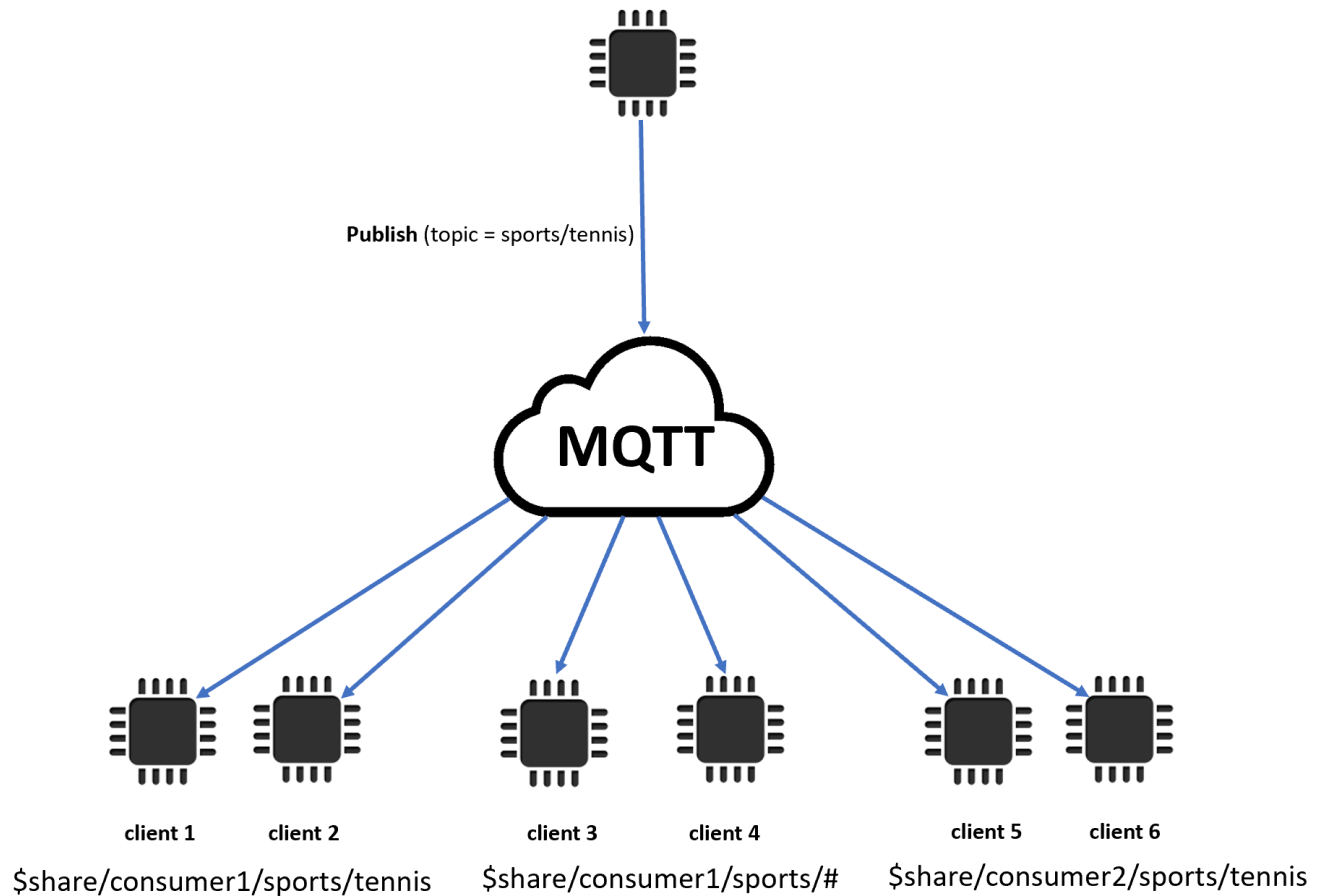 Publish (topic = sports/tennis)
MQTT
client 1 client 2 client 3 client 4 client 5 client 6
$share/consumer1/sports/tennis $share/consumer1/sports/# $share/consumer2/sports/tennis